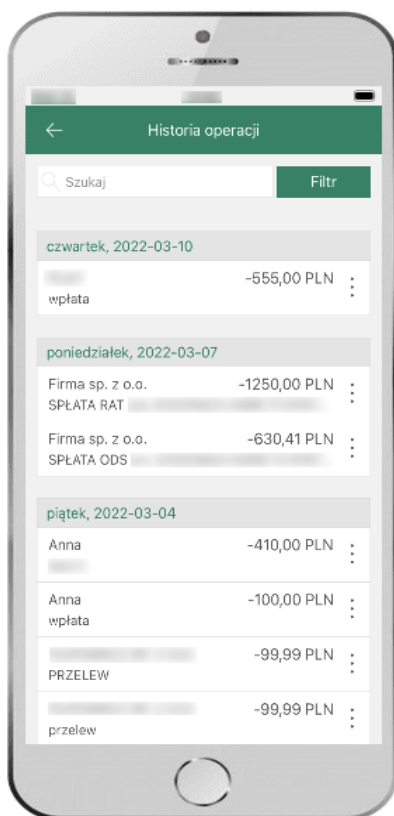 Historia operacji
Szukaj
Filtr
czwartek, 2022-03-10
-555,00 PLN
wpłata
poniedziałek, 2022-03-07
Firma sp. z o.o.
-1250,00 PLN
SPŁATA RAT
Firma sp. z o.o.
-630,41 PLN
SPŁATA ODS
piątek, 2022-03-04
Anna
-410,00 PLN
Anna
-100,00 PLN
wpłata
-99,99 PLN
PRZELEW
-99,99 PLN
przelew